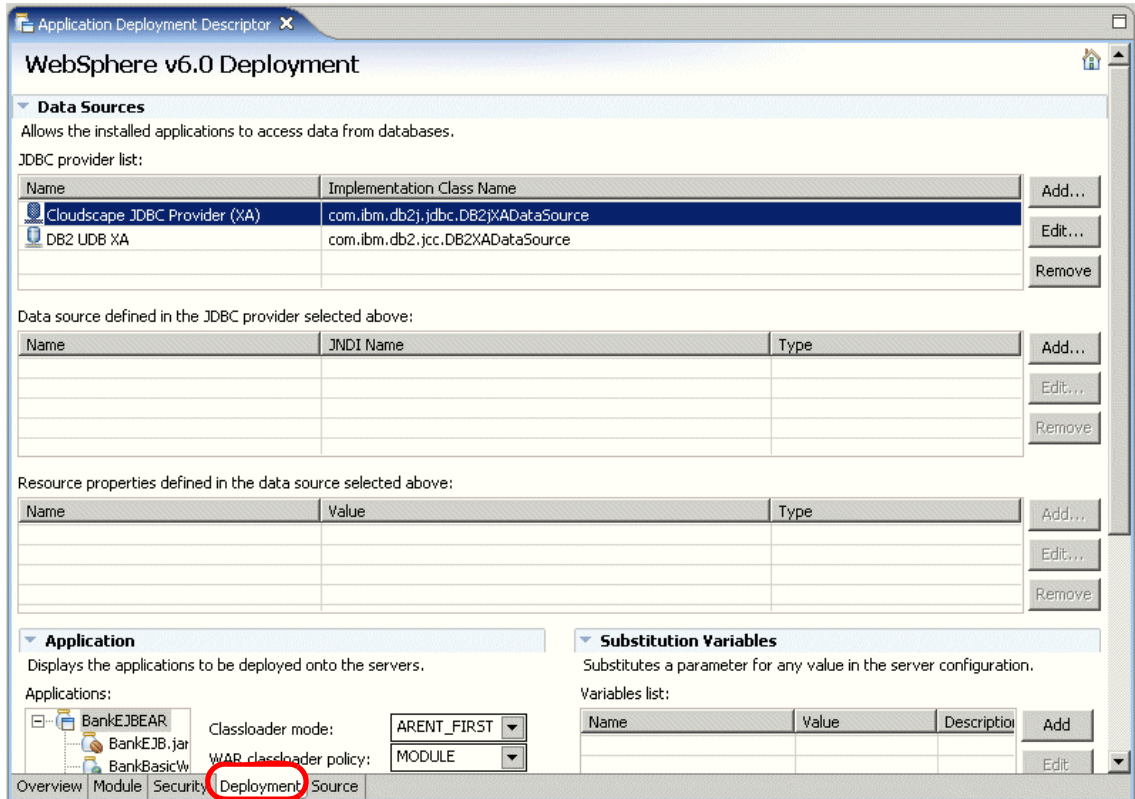 Application Deployment Descriptor
WebSphere v6.0 Deployment
Data Sources
Allows the installed applications to access data from databases.
JDBC provider list:
Name Implementation Class Name
Add...
Cloudscape JDBC Provider (XA) com.ibm.db2j.jdbc.DB2jXADataSource
DB2 UDB XA com.ibm.db2.jcc.DB2XADataSource
Edit...
Remove
Data source defined in the JDBC provider selected above:
Name JNDI Name Type
Add...
Edit...
Remove
Resource properties defined in the data source selected above:
Name Value Type
Add...
Edit...
Remove
Application
Displays the applications to be deployed onto the servers.
Applications:
BankEJBEAR
BankEJB.jar
BankBasicW
Classloader mode: ARENT_FIRST
WAR classloader policy: MODULE
Substitution Variables
Substitutes a parameter for any value in the server configuration.
Variables list:
Name Value Description
Add
Edit
Overview Module Security Deployment Source